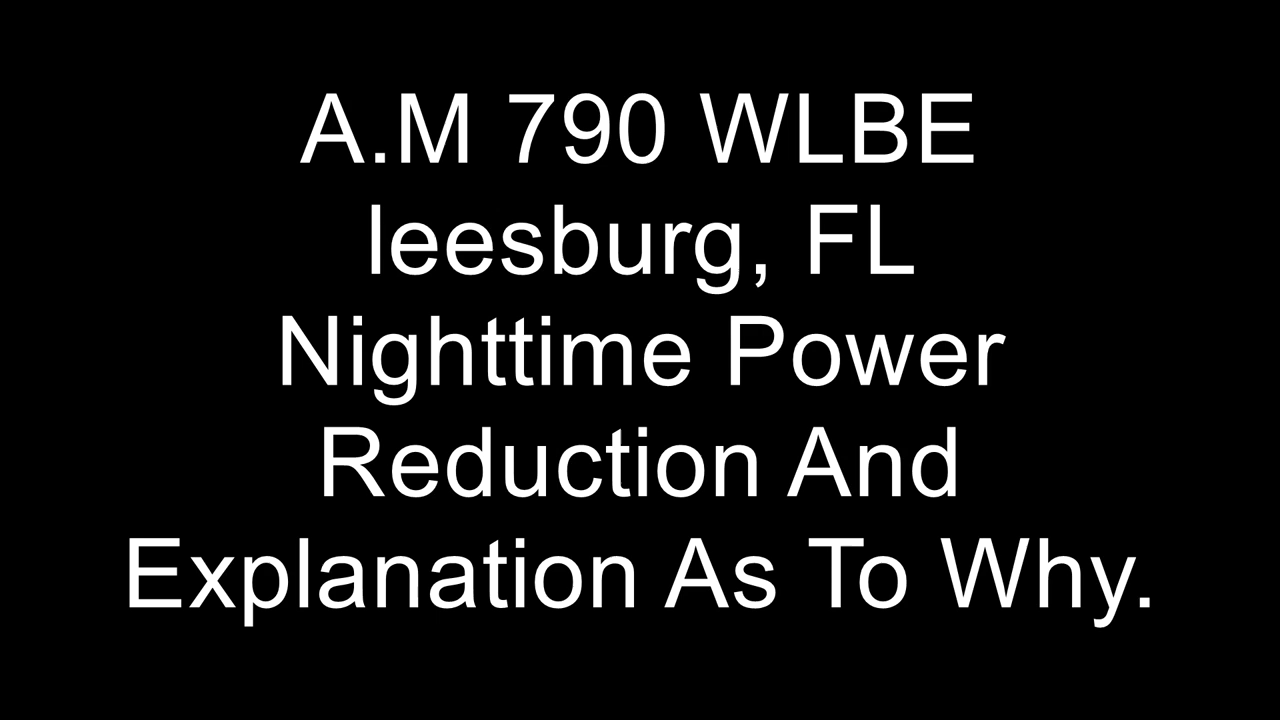 A.M 790 WLBE
leesburg, FL
Nighttime Power
Reduction And
Explanation As To Why.